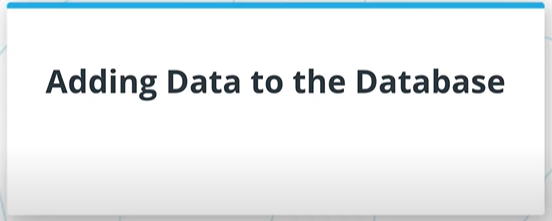 Adding Data to the Database